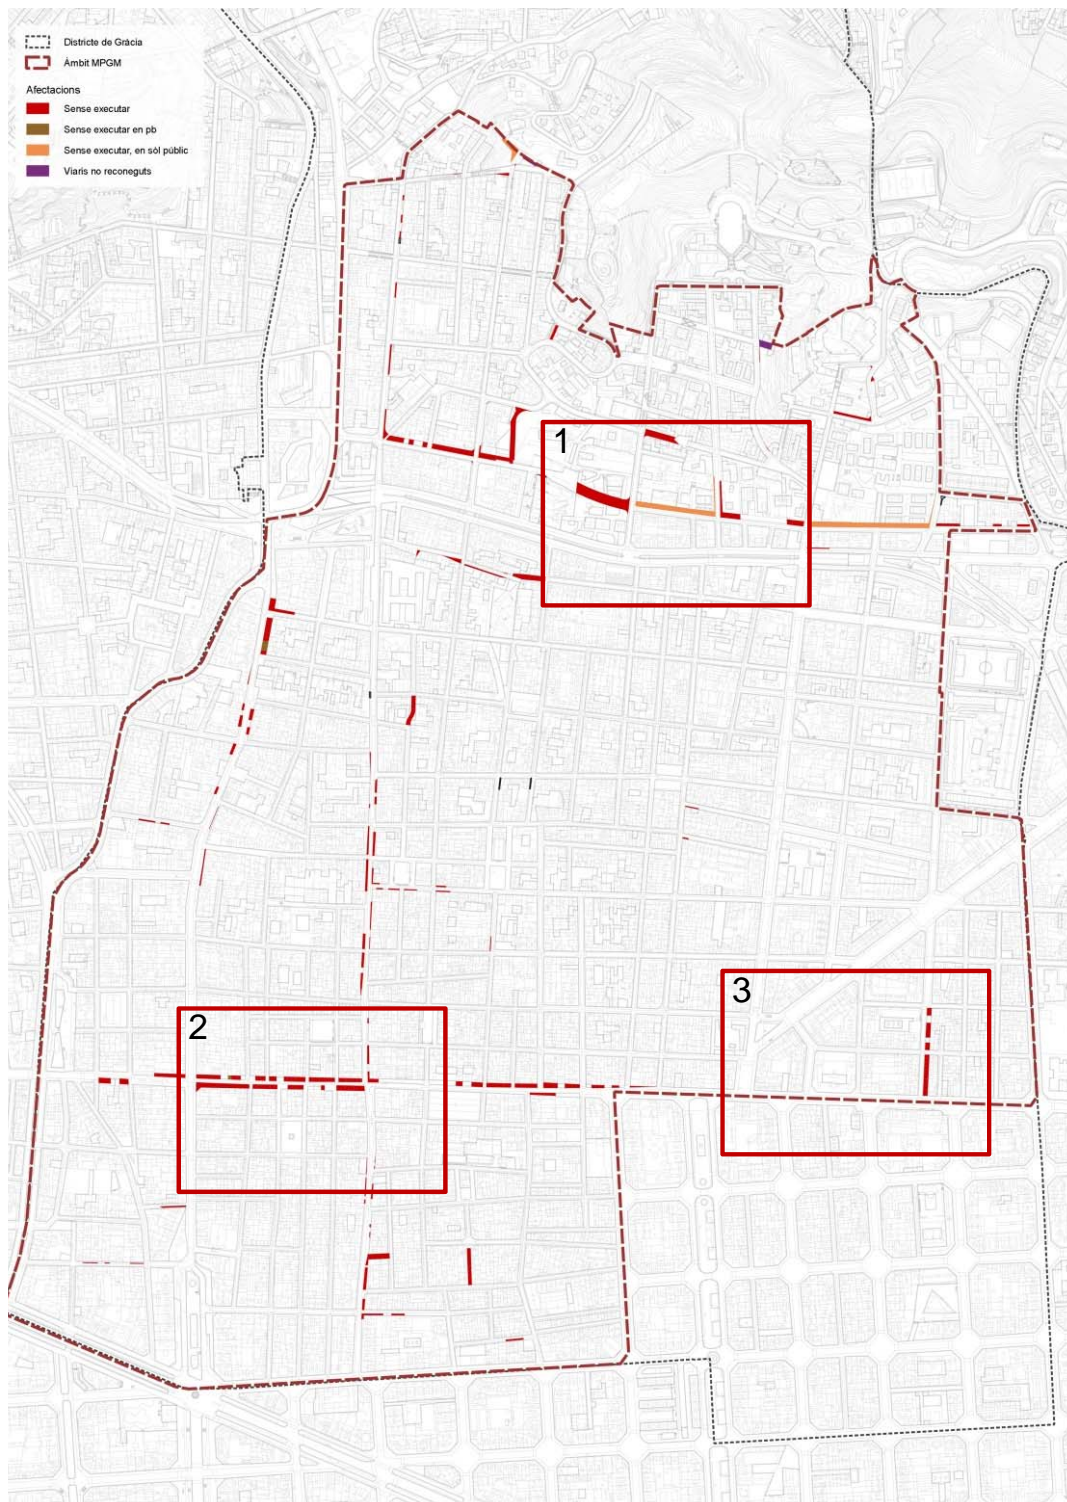 Districte de Gràcia
Àmbit MPGM
Afectacions
Sense executar
Sense executar en pb
Sense executar, en sòl públic
Viaris no reconeguts
1
2
3